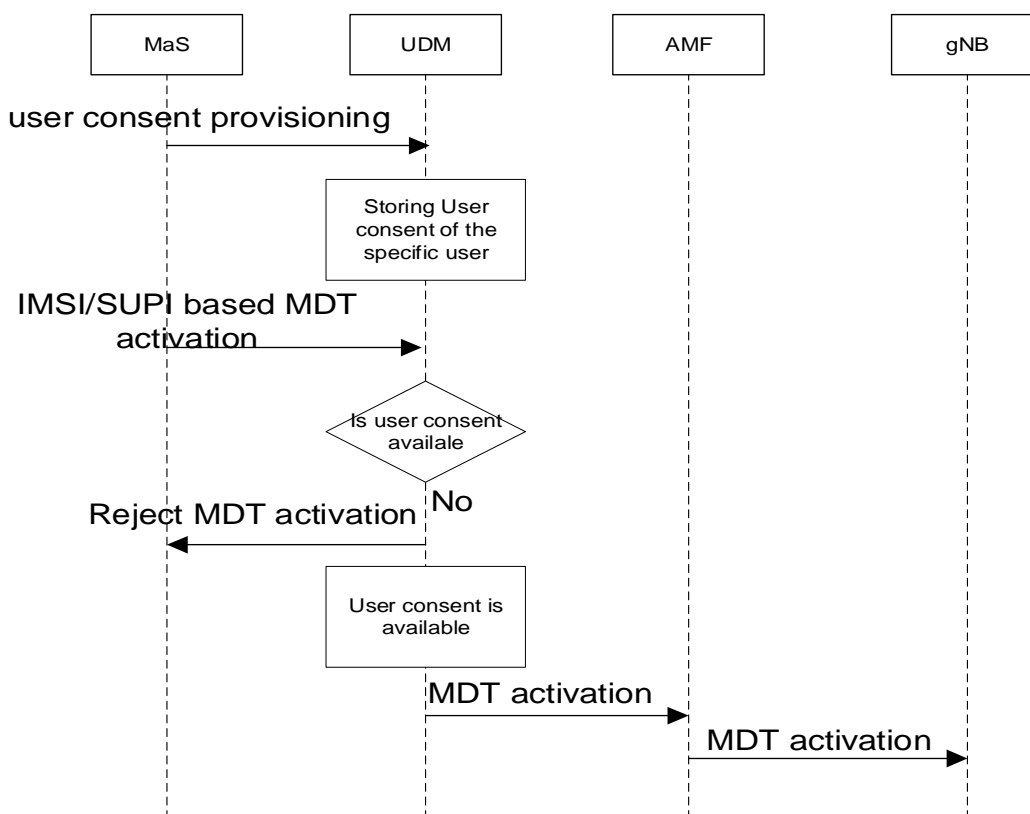 MaS
UDM
AMF
gNB
user consent provisioning
Storing User
consent of the
specific user
IMSI/SUPI based MDT
activation
Is user consent
availale
No
Reject MDT activation
User consent is
available
MDT activation
MDT activation